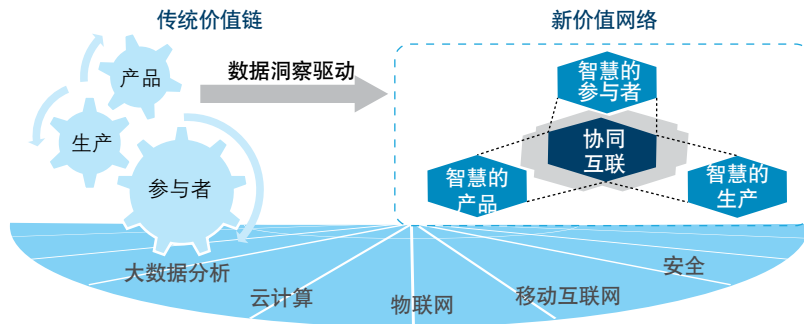 传统价值链
新价值网络
产品
生产
参与者
数据洞察驱动
智慧的
参与者
协同
互联
智慧的
产品
智慧的
生产
大数据分析
云计算
物联网
移动互联网
安全